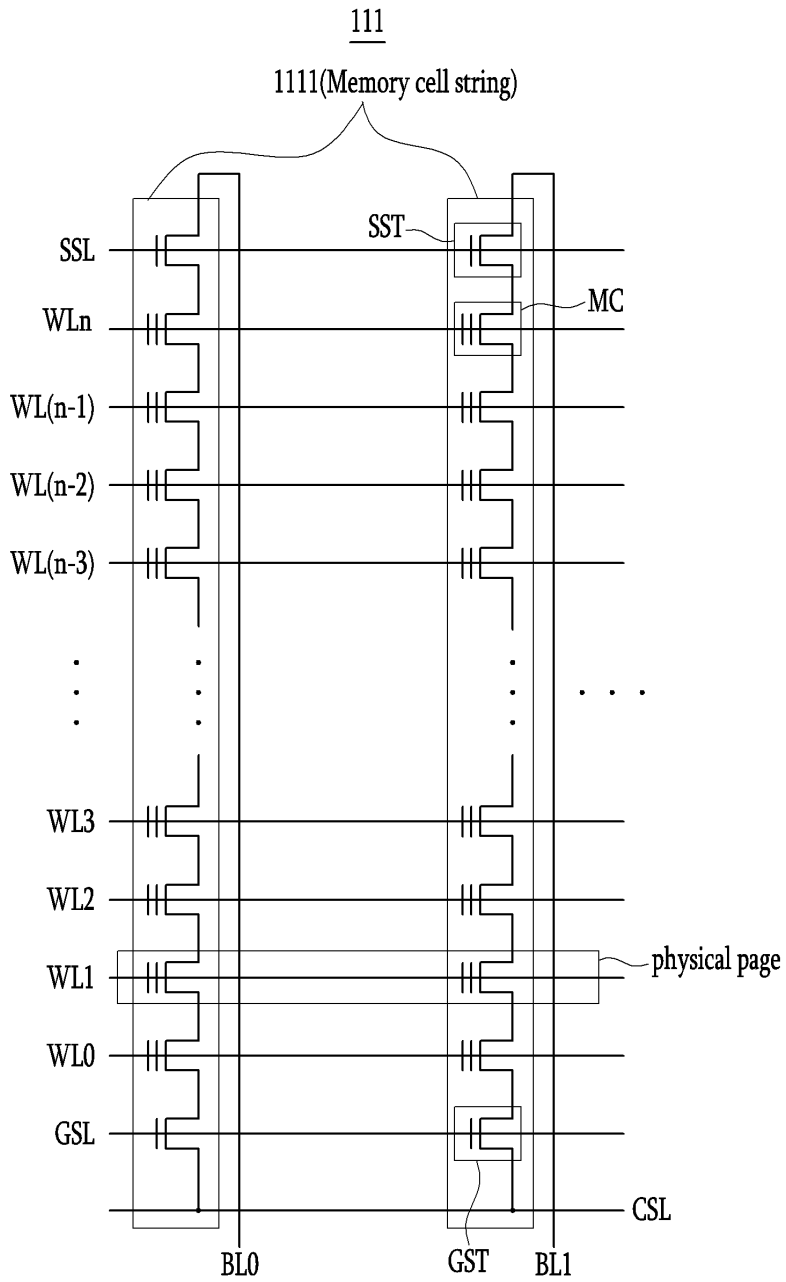 111
1111(Memory cell string)
SST
SSL
MC
WLn
WL(n-1)
WL(n-2)
WL(n-3)
WL3
WL2
physical page
WL1
WL0
GSL
CSL
BL0
GST
BL1